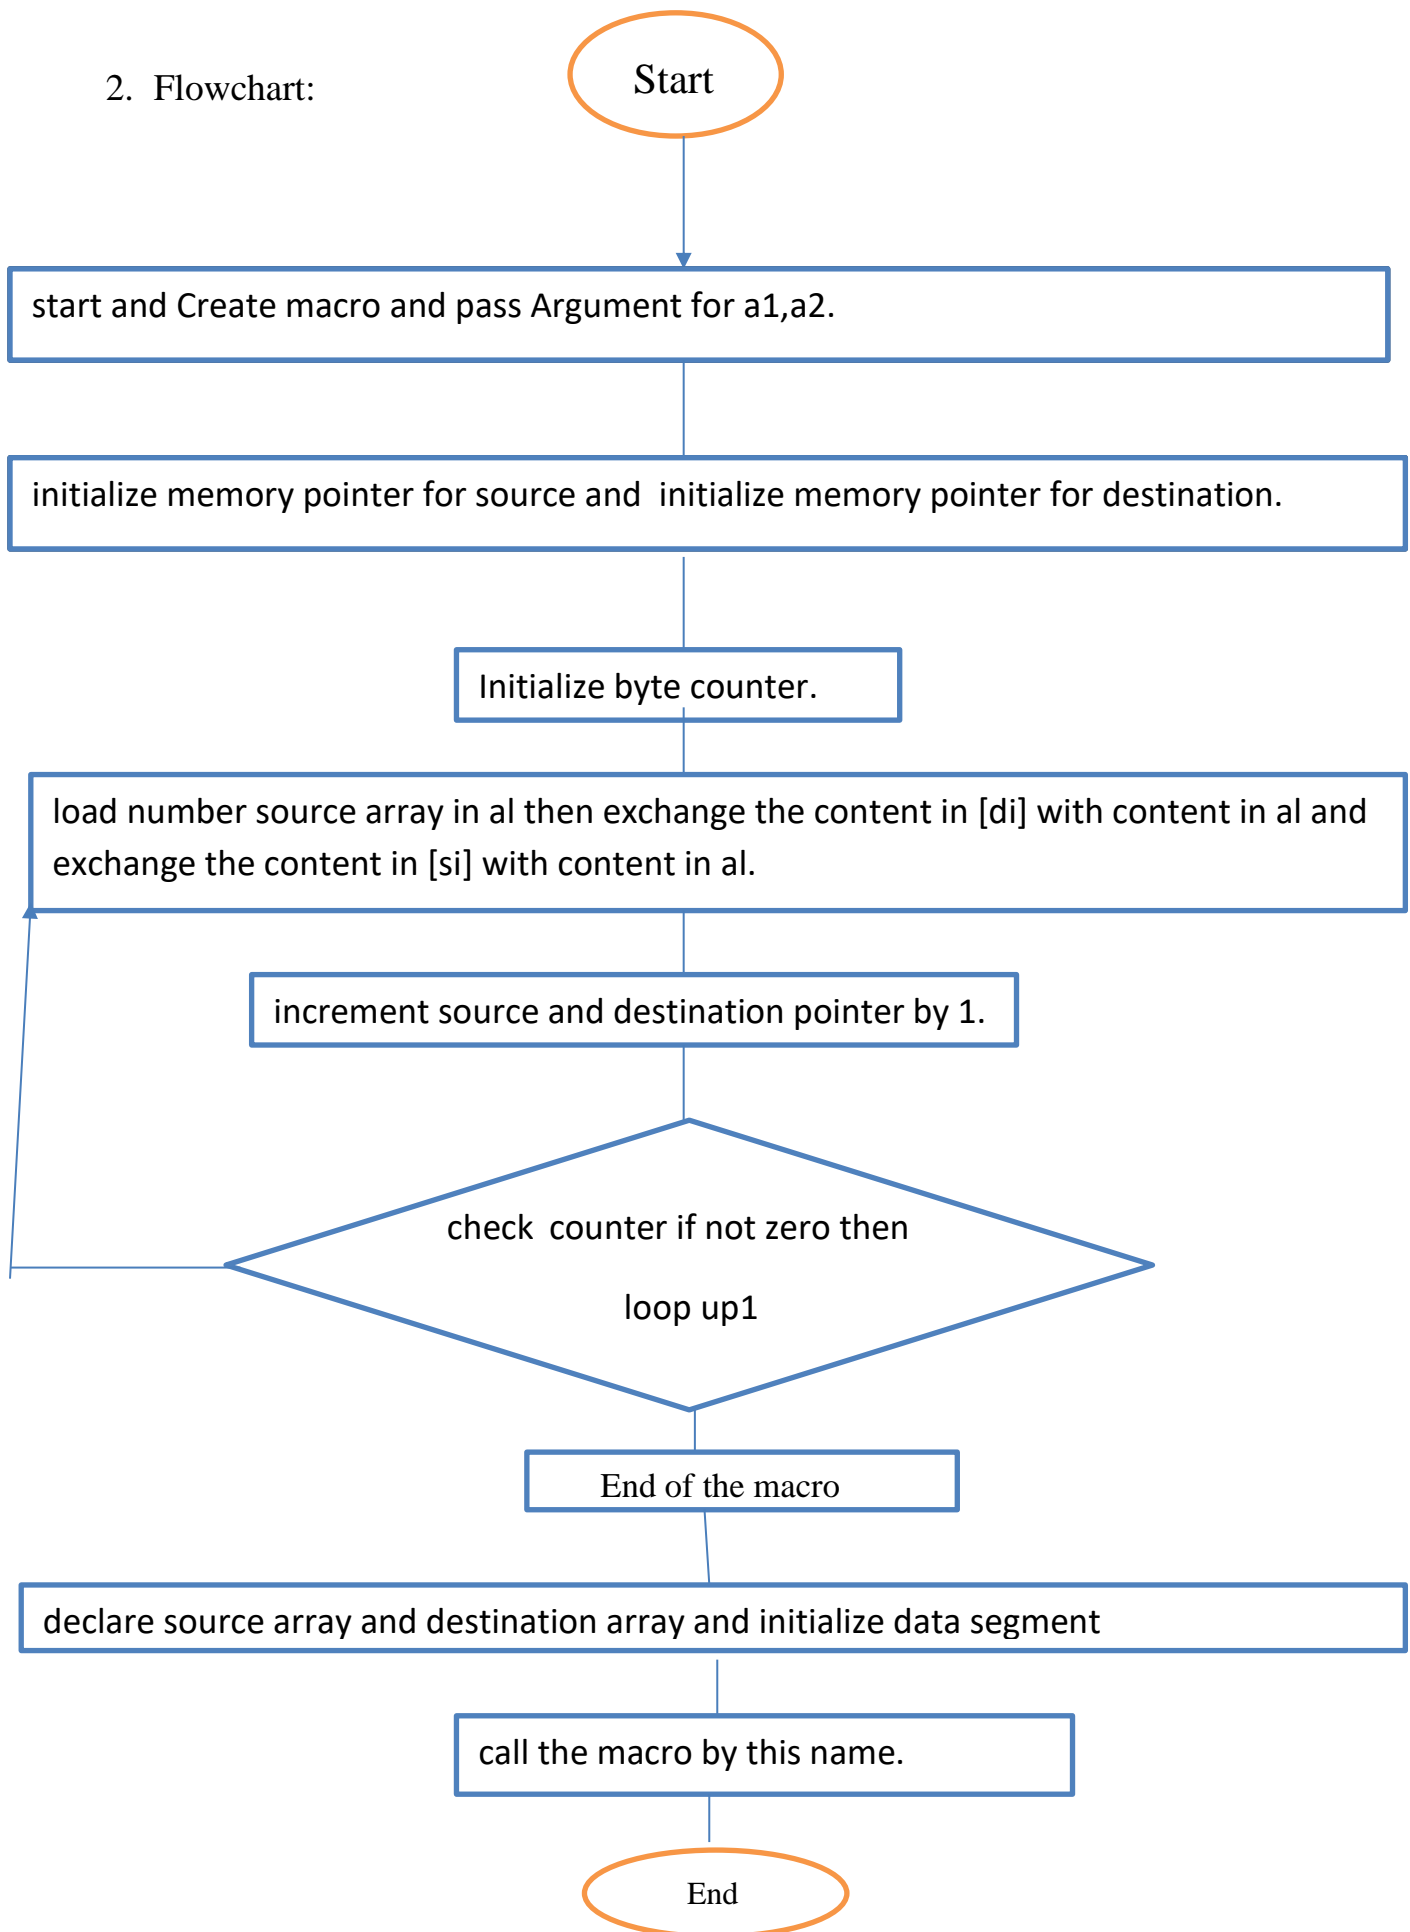 Start
2. Flowchart:
start and Create macro and pass Argument for a1,a2.
initialize memory pointer for source and  initialize memory pointer for destination.
Initialize byte counter.
load number source array in al then exchange the content in [di] with content in al and
exchange the content in [si] with content in al.
increment source and destination pointer by 1.
check  counter if not zero then
loop up1
End of the macro
declare source array and destination array and initialize data segment
call the macro by this name.
End